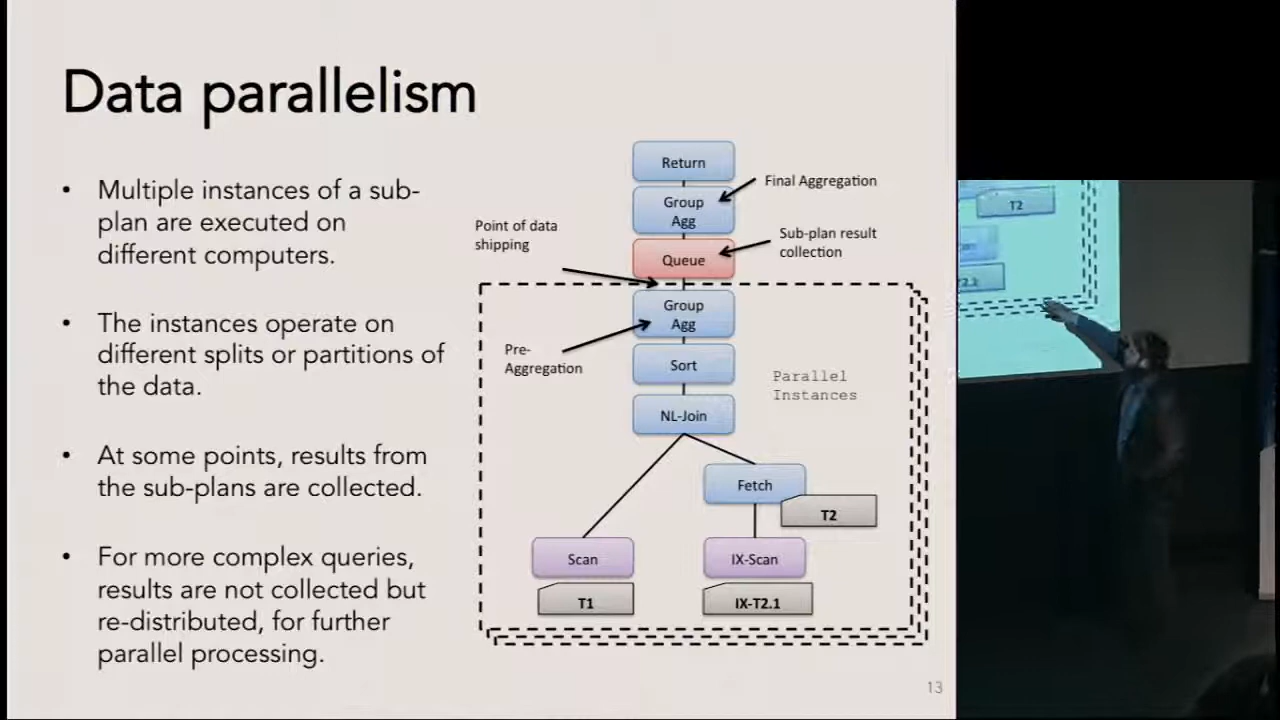 Data parallelism
• Multiple instances of a sub-
plan are executed on
different computers.
• The instances operate on
different splits or partitions of
the data.
• At some points, results from
the sub-plans are collected.
• For more complex queries,
results are not collected but
re-distributed, for further
parallel processing.
Return
Final Aggregation
Group
Agg
Point of data
shipping
Sub-plan result
collection
Queue
Group
Agg
Pre-
Aggregation
Sort
Parallel
Instances
NL-Join
Fetch
T2
Scan
IX-Scan
T1
IX-T2.1
13
T2